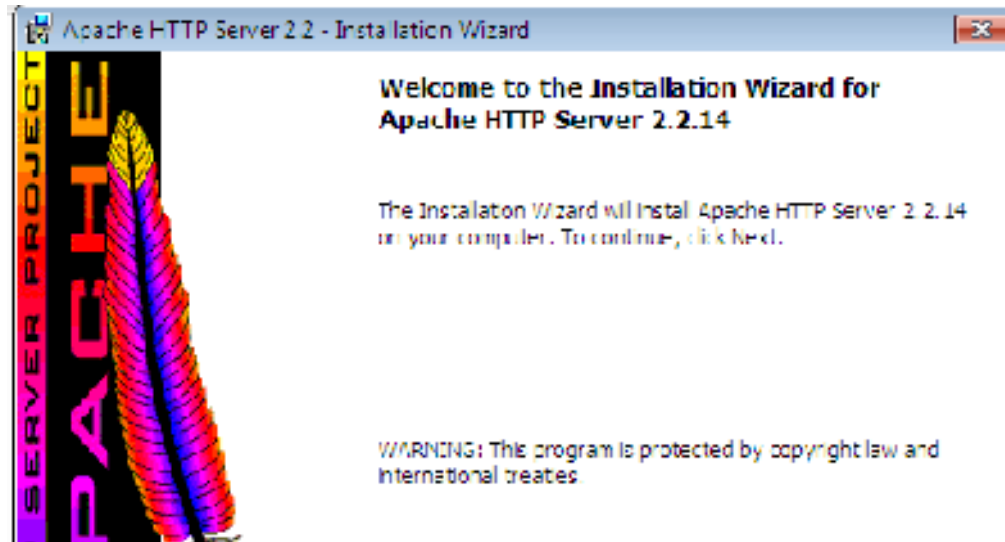 Apache HTTP Server 2.2 - Installation Wizard
SERVER PROJECT
PACHE
Welcome to the Installation Wizard for
Apache HTTP Server 2.2.14
The Installation Wizard will install Apache HTTP Server 2.2.14
on your computer. To continue, click Next.
WARNING: This program is protected by copyright law and
international treaties.